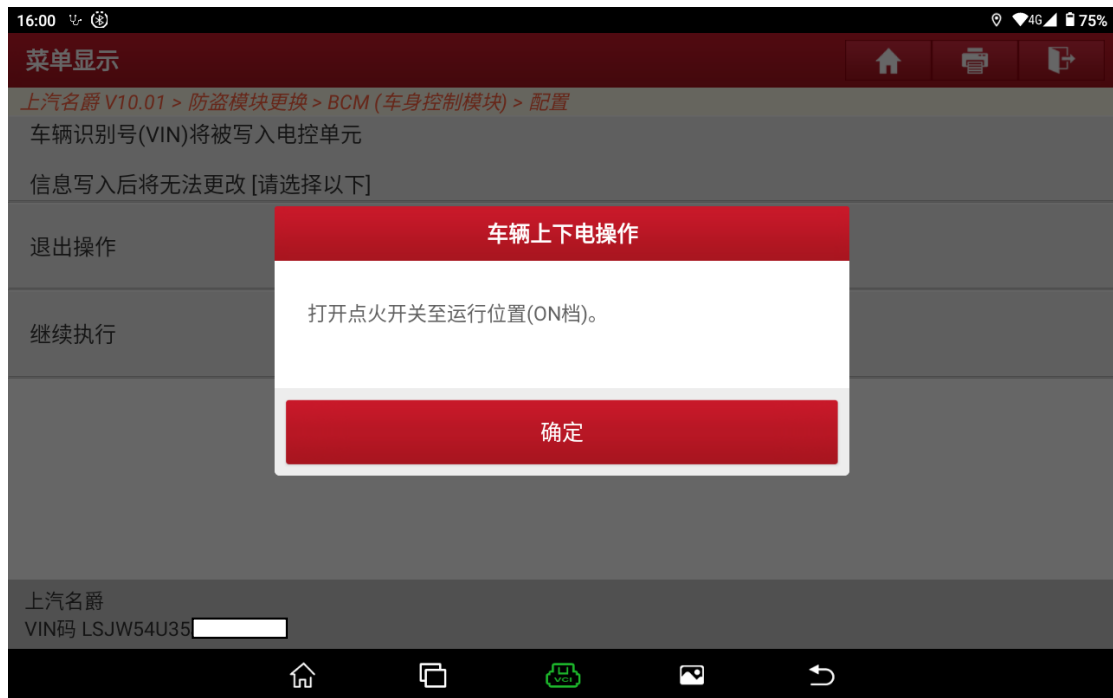 16:00
4G 75%
菜单显示
上汽名爵 V10.01 > 防盗模块更换 > BCM (车身控制模块) > 配置
车辆识别号(VIN)将被写入电控单元
信息写入后将无法更改 [请选择以下]
退出操作
车辆上下电操作
打开点火开关至运行位置(ON档)。
继续执行
确定
上汽名爵
VIN码 LSJW54U35
VCI